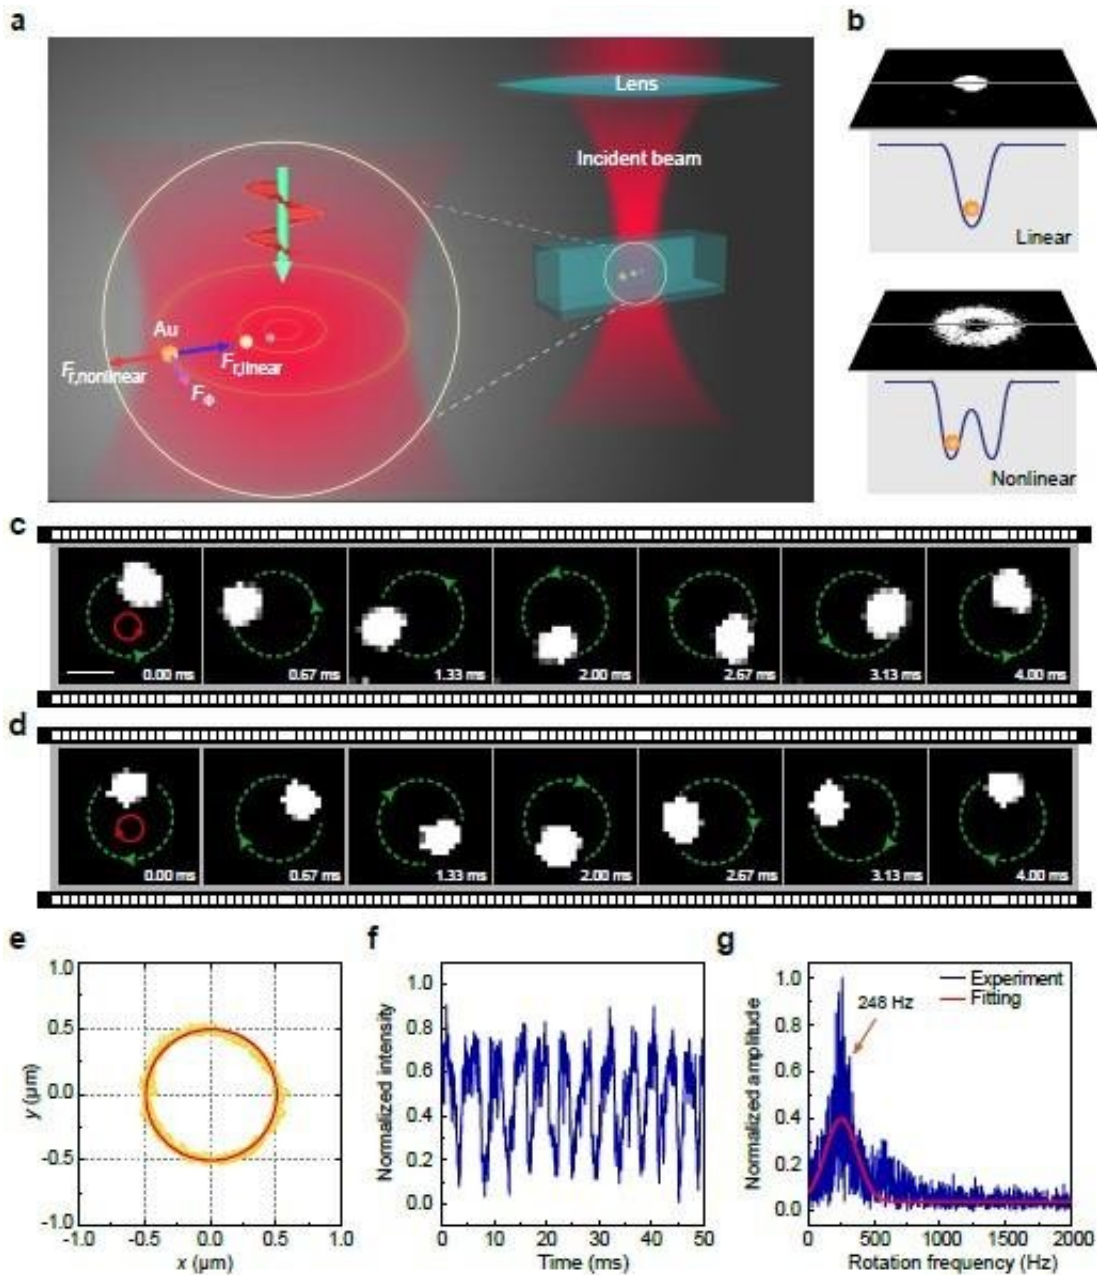 a
Lens
Incident beam
Au
F_r,nonlinear
F_r,linear
F_Φ
b
Linear
Nonlinear
c
0.00 ms 0.67 ms 1.33 ms 2.00 ms 2.67 ms 3.13 ms 4.00 ms
d
0.00 ms 0.67 ms 1.33 ms 2.00 ms 2.67 ms 3.13 ms 4.00 ms
e
1.0
0.5
0.0
-0.5
-1.0
y (μm)
-1.0 -0.5 0.0 0.5 1.0
x (μm)
f
1.0
0.8
0.6
0.4
0.2
0.0
Normalized intensity
0 10 20 30 40 50
Time (ms)
g
1.0
0.8
0.6
0.4
0.2
0.0
Normalized amplitude
Experiment
Fitting
248 Hz
0 500 1000 1500 2000
Rotation frequency (Hz)